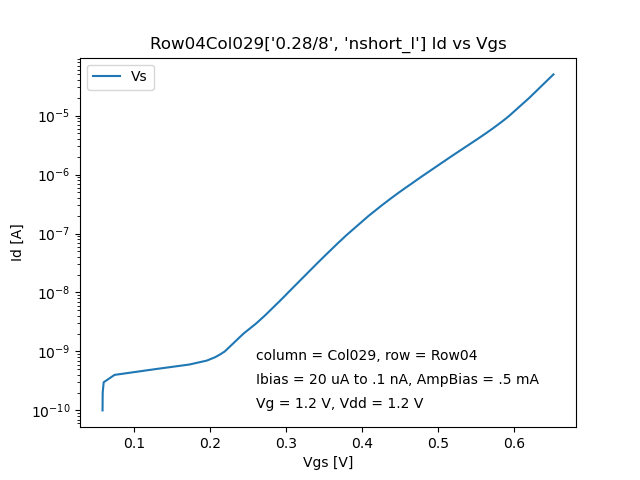 Row04Col029['0.28/8', 'nshort_l'] Id vs Vgs
Vs
Id [A]
10⁻⁵
10⁻⁶
10⁻⁷
10⁻⁸
10⁻⁹
10⁻¹⁰
column = Col029, row = Row04
Ibias = 20 uA to .1 nA, AmpBias = .5 mA
Vg = 1.2 V, Vdd = 1.2 V
0.1 0.2 0.3 0.4 0.5 0.6
Vgs [V]